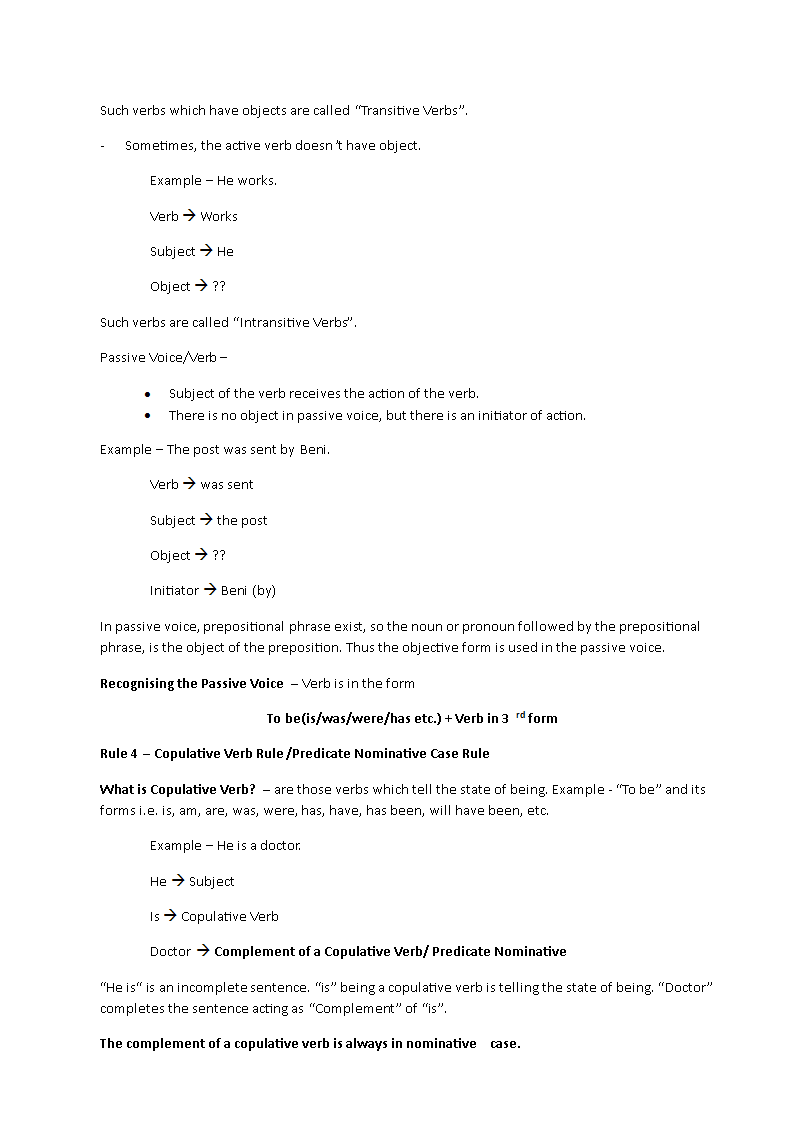 Such verbs which have objects are called “Transitive Verbs”.
- Sometimes, the active verb doesn’t have object.
Example – He works.
Verb → Works
Subject → He
Object → ??
Such verbs are called “Intransitive Verbs”.
Passive Voice/Verb –
• Subject of the verb receives the action of the verb.
• There is no object in passive voice, but there is an initiator of action.
Example – The post was sent by Beni.
Verb → was sent
Subject → the post
Object → ??
Initiator → Beni (by)
In passive voice, prepositional phrase exist, so the noun or pronoun followed by the prepositional
phrase, is the object of the preposition. Thus the objective form is used in the passive voice.
Recognising the Passive Voice – Verb is in the form
To be(is/was/were/has etc.) + Verb in 3 rd form
Rule 4 – Copulative Verb Rule/Predicate Nominative Case Rule
What is Copulative Verb? – are those verbs which tell the state of being. Example - “To be” and its
forms i.e. is, am, are, was, were, has, have, has been, will have been, etc.
Example – He is a doctor.
He → Subject
Is → Copulative Verb
Doctor → Complement of a Copulative Verb/ Predicate Nominative
“He is“ is an incomplete sentence. “is” being a copulative verb is telling the state of being. “Doctor”
completes the sentence acting as “Complement” of “is”.
The complement of a copulative verb is always in nominative case.